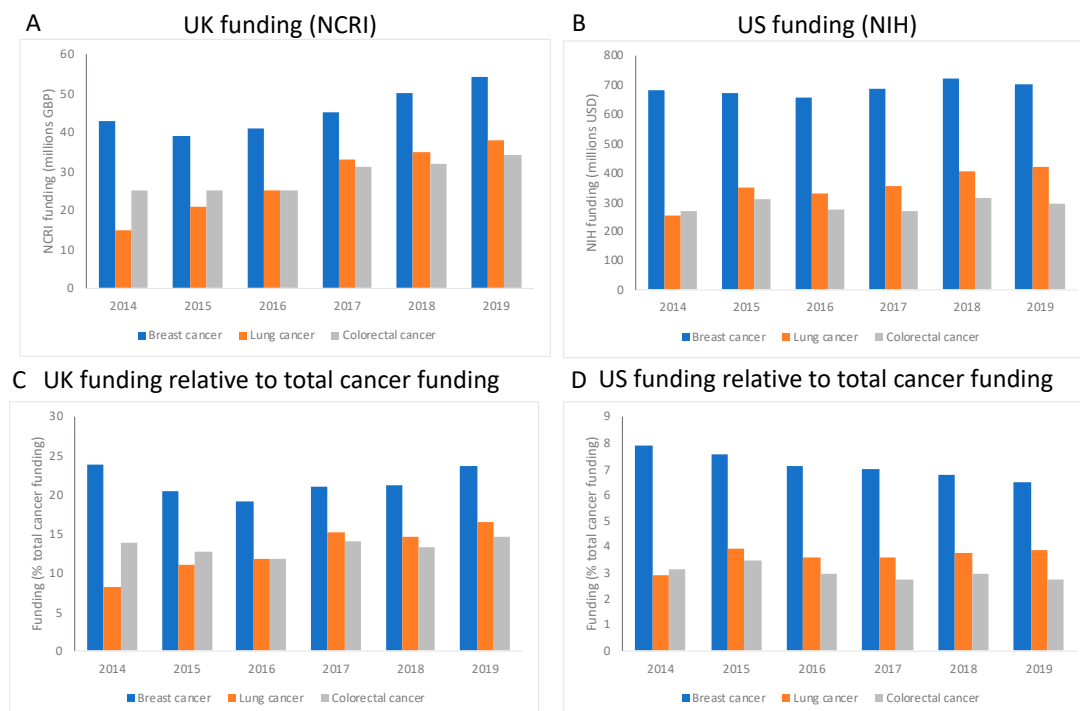 A UK funding (NCRI)
NCRI funding (millions GBP)
60
50
40
30
20
10
0
2014 2015 2016 2017 2018 2019
Breast cancer Lung cancer Colorectal cancer
B US funding (NIH)
NIH funding (millions USD)
800
700
600
500
400
300
200
100
0
2014 2015 2016 2017 2018 2019
Breast cancer Lung cancer Colorectal cancer
C UK funding relative to total cancer funding
Funding (% total cancer funding)
30
25
20
15
10
5
0
2014 2015 2016 2017 2018 2019
Breast cancer Lung cancer Colorectal cancer
D US funding relative to total cancer funding
Funding (% total cancer funding)
9
8
7
6
5
4
3
2
1
0
2014 2015 2016 2017 2018 2019
Breast cancer Lung cancer Colorectal cancer